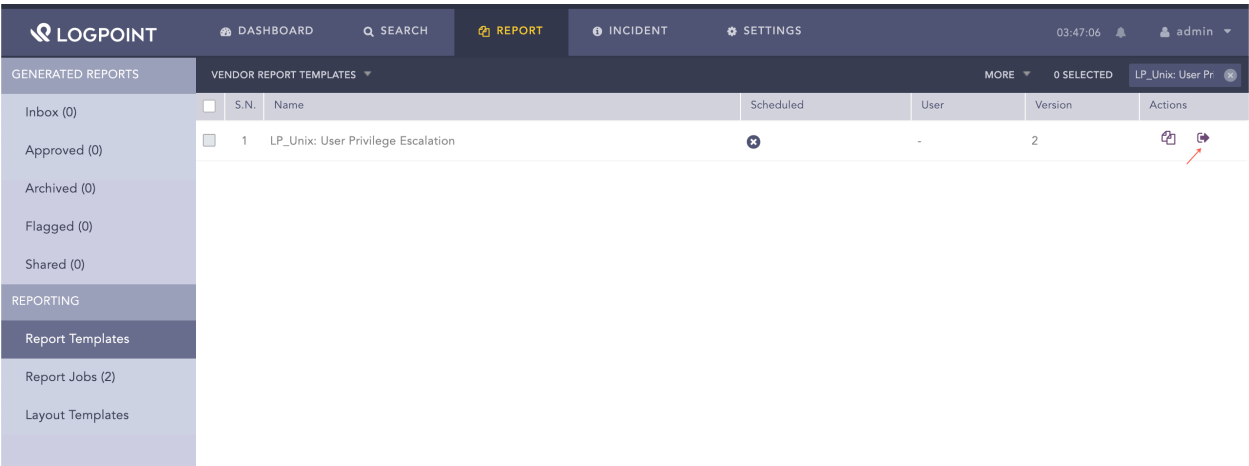 LOGPOINT
DASHBOARD
SEARCH
REPORT
INCIDENT
SETTINGS
03:47:06
admin
GENERATED REPORTS
VENDOR REPORT TEMPLATES
MORE
0 SELECTED
LP_Unix: User Pri
S.N.
Name
Scheduled
User
Version
Actions
1
LP_Unix: User Privilege Escalation
-
2
Inbox (0)
Approved (0)
Archived (0)
Flagged (0)
Shared (0)
REPORTING
Report Templates
Report Jobs (2)
Layout Templates